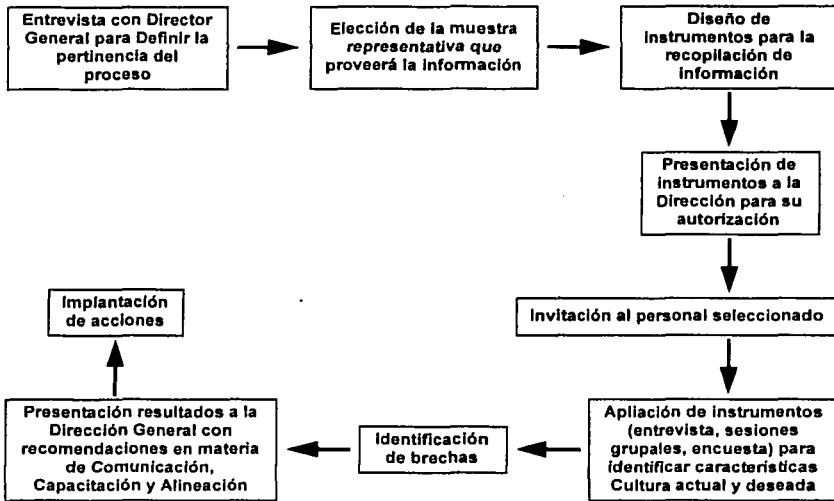 Entrevista con Director
General para Definir la
pertinencia del
proceso
Elección de la muestra
representativa que
proveerá la información
Diseño de
instrumentos para la
recopilación de
información
Presentación de
instrumentos a la
Dirección para su
autorización
Invitación al personal seleccionado
Apliación de instrumentos
(entrevista, sesiones
grupales, encuesta) para
identificar características
Cultura actual y deseada
Identificación
de brechas
Presentación resultados a la
Dirección General con
recomendaciones en materia
de Comunicación,
Capacitación y Alineación
Implantación
de acciones